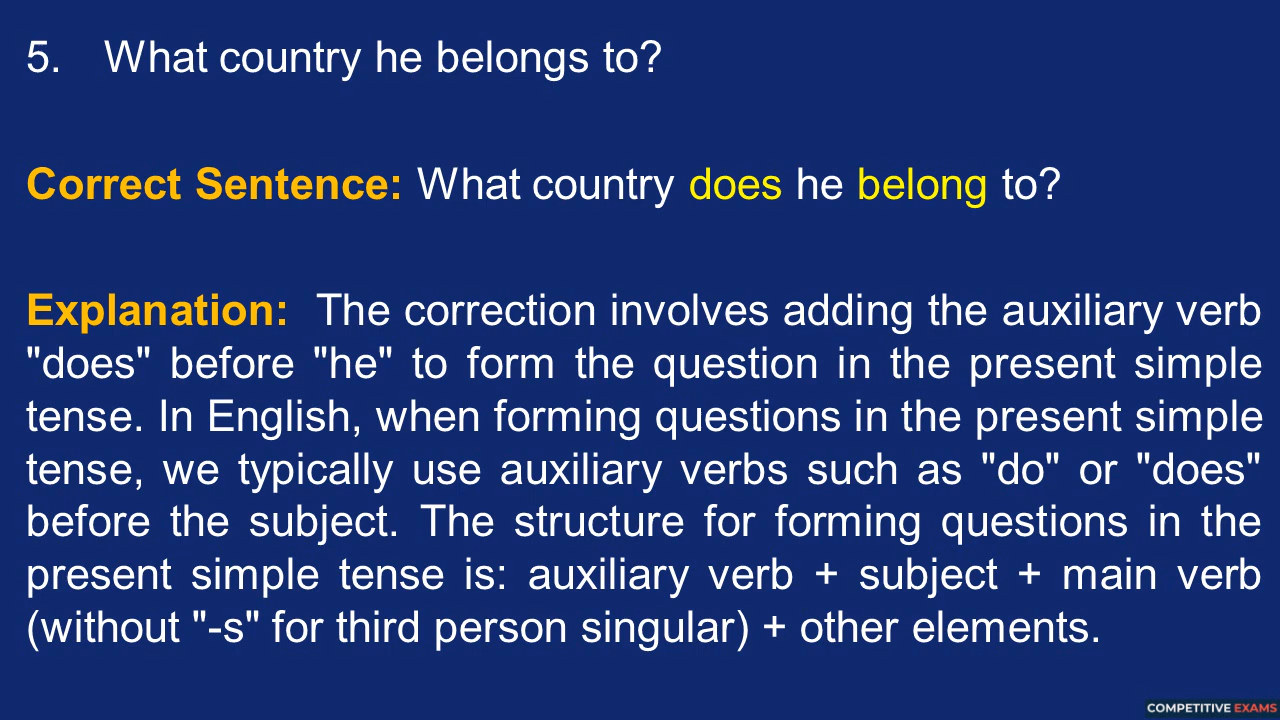 5. What country he belongs to?
Correct Sentence: What country does he belong to?
Explanation: The correction involves adding the auxiliary verb
"does" before "he" to form the question in the present simple
tense. In English, when forming questions in the present simple
tense, we typically use auxiliary verbs such as "do" or "does"
before the subject. The structure for forming questions in the
present simple tense is: auxiliary verb + subject + main verb
(without "-s" for third person singular) + other elements.
COMPETITIVE EXAMS